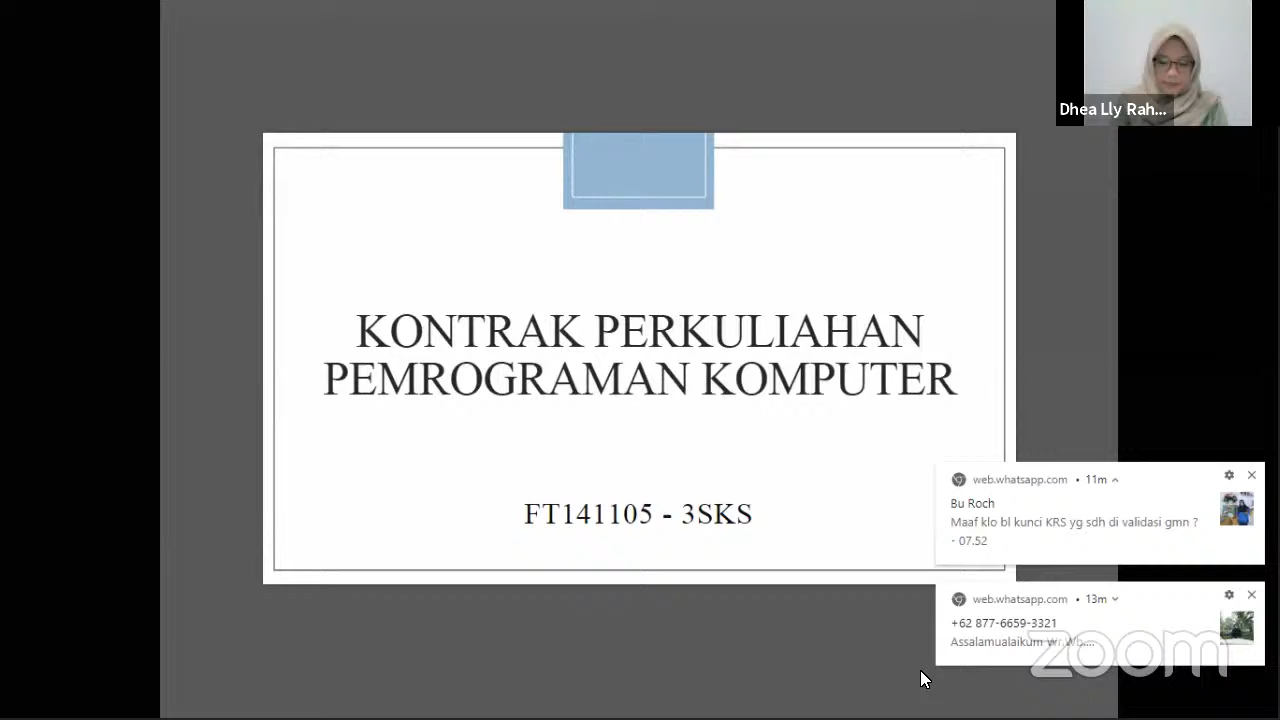 Dhea Lly Rah...
KONTRAK PERKULIAHAN
PEMROGRAMAN KOMPUTER
FT141105 - 3SKS
web.whatsapp.com • 11m
Bu Roch
Maaf klo bl kunci KRS yg sdh di validasi gmn ?
- 07.52
web.whatsapp.com • 13m
+62 877-6659-3321
Assalamualaikum Wr.Wb....
zoom